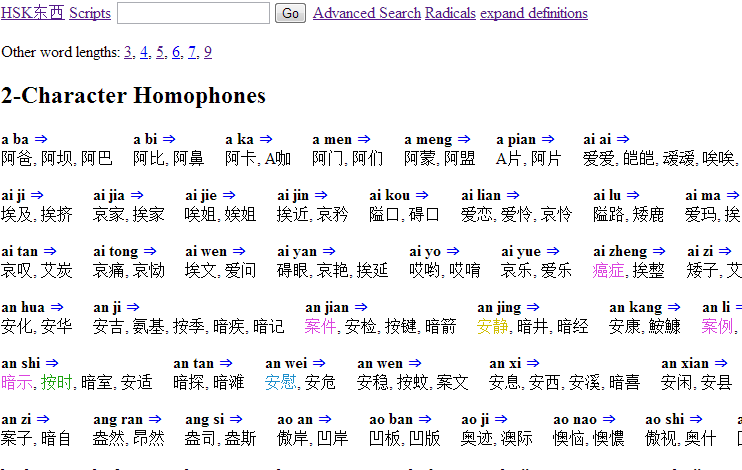 HSK东西 Scripts Go Advanced Search Radicals expand definitions
Other word lengths: 3, 4, 5, 6, 7, 9
2-Character Homophones
a ba ⇒ a bi ⇒ a ka ⇒ a men ⇒ a meng ⇒ a pian ⇒ ai ai ⇒
阿爸, 阿坝, 阿巴 阿比, 阿鼻 阿卡, A咖 阿门, 阿们 阿蒙, 阿盟 A片, 阿片 爱爱, 皑皑, 叆叆, 唉唉,
ai ji ⇒ ai jia ⇒ ai jie ⇒ ai jin ⇒ ai kou ⇒ ai lian ⇒ ai lu ⇒ ai ma ⇒
埃及, 挨挤 哀家, 挨家 唉姐, 娭姐 挨近, 哀矜 隘口, 碍口 爱恋, 爱怜, 哀怜 隘路, 矮鹿 爱玛, 挨
ai tan ⇒ ai tong ⇒ ai wen ⇒ ai yan ⇒ ai yo ⇒ ai yue ⇒ ai zheng ⇒ ai zi ⇒
哀叹, 艾炭 哀痛, 哀恸 埃文, 爱问 碍眼, 哀艳, 挨延 哎哟, 哎唷 哀乐, 爱乐 癌症, 挨整 矮子, 艾
an hua ⇒ an ji ⇒ an jian ⇒ an jing ⇒ an kang ⇒ an li ⇒
安化, 安华 安吉, 氨基, 按季, 暗疾, 暗记 案件, 安检, 按键, 暗箭 安静, 暗井, 暗经 安康, 鮟鱇 案例,
an shi ⇒ an tan ⇒ an wei ⇒ an wen ⇒ an xi ⇒ an xian ⇒
暗示, 按时, 暗室, 安适 暗探, 暗滩 安慰, 安危 安稳, 按蚊, 案文 安息, 安西, 安溪, 暗喜 安闲, 安县
an zi ⇒ ang ran ⇒ ang si ⇒ ao an ⇒ ao ban ⇒ ao ji ⇒ ao nao ⇒ ao shi ⇒
案子, 暗自 盎然, 昂然 盎司, 盎斯 傲岸, 凹岸 凹板, 凹版 奥迹, 澳际 懊恼, 懊憹 傲视, 奥什